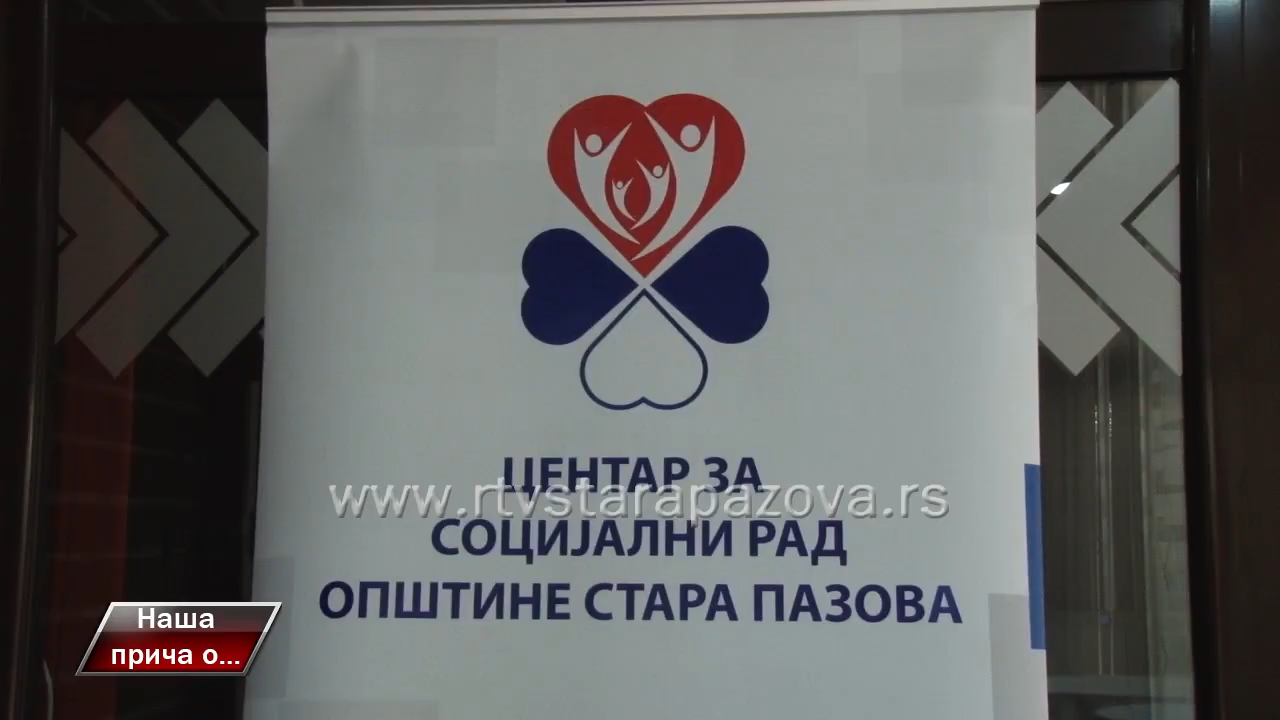 ЦЕНТАР ЗА
www.rtvstarapazova.rs
СОЦИЈАЛНИ РАД
ОПШТИНЕ СТАРА ПАЗОВА
Наша
прича о...